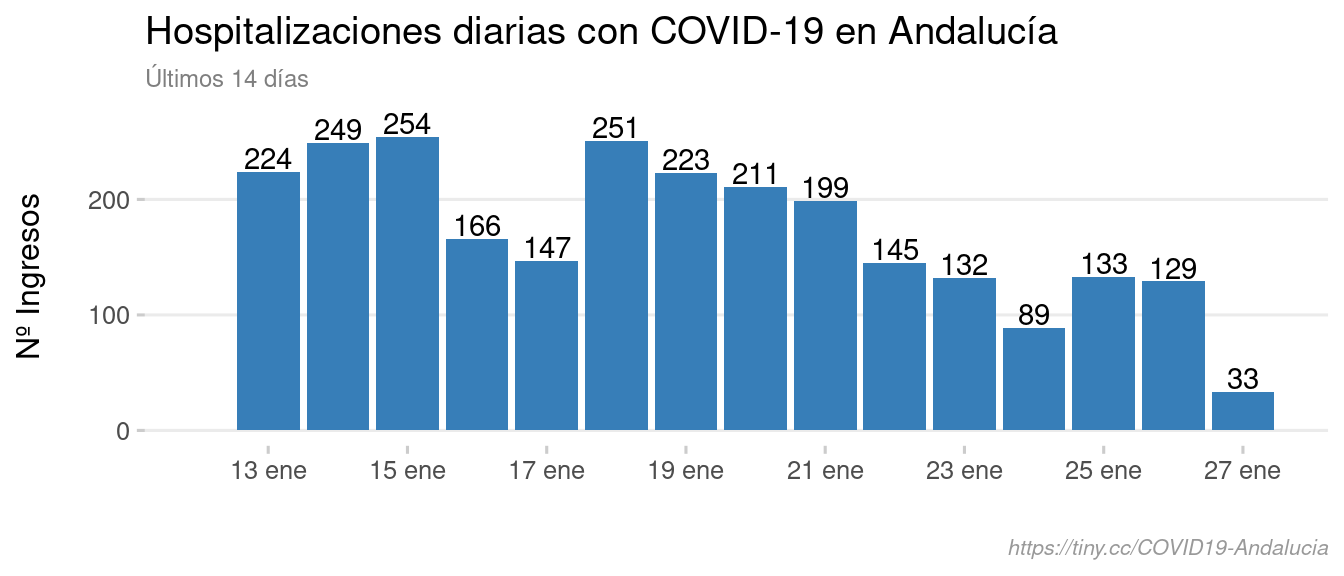 Hospitalizaciones diarias con COVID-19 en Andalucía
Últimos 14 días
Nº Ingresos
200
100
0
224
249
254
166
147
251
223
211
199
145
132
89
133
129
33
13 ene
15 ene
17 ene
19 ene
21 ene
23 ene
25 ene
27 ene
https://tiny.cc/COVID19-Andalucia